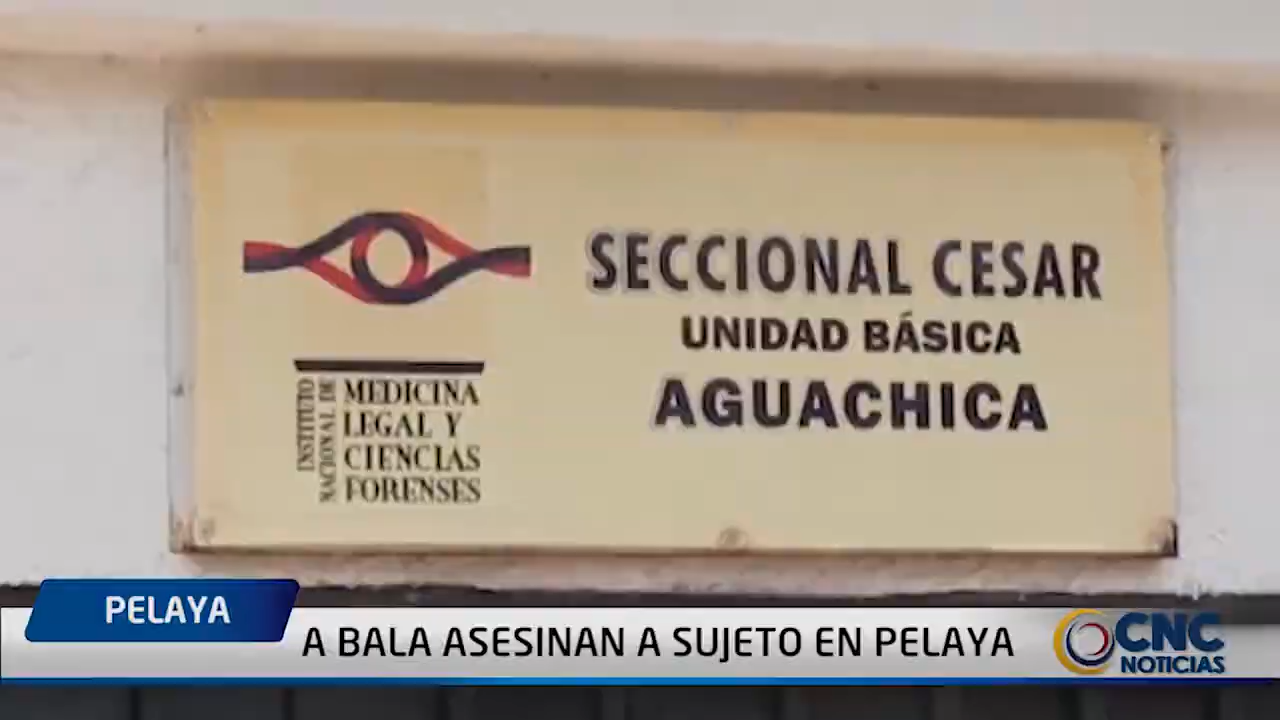 SECCIONAL CESAR
UNIDAD BÁSICA
AGUACHICA
INSTITUTO
NACIONAL DE
MEDICINA
LEGAL Y
CIENCIAS
FORENSES
PELAYA
A BALA ASESINAN A SUJETO EN PELAYA
CNC
NOTICIAS